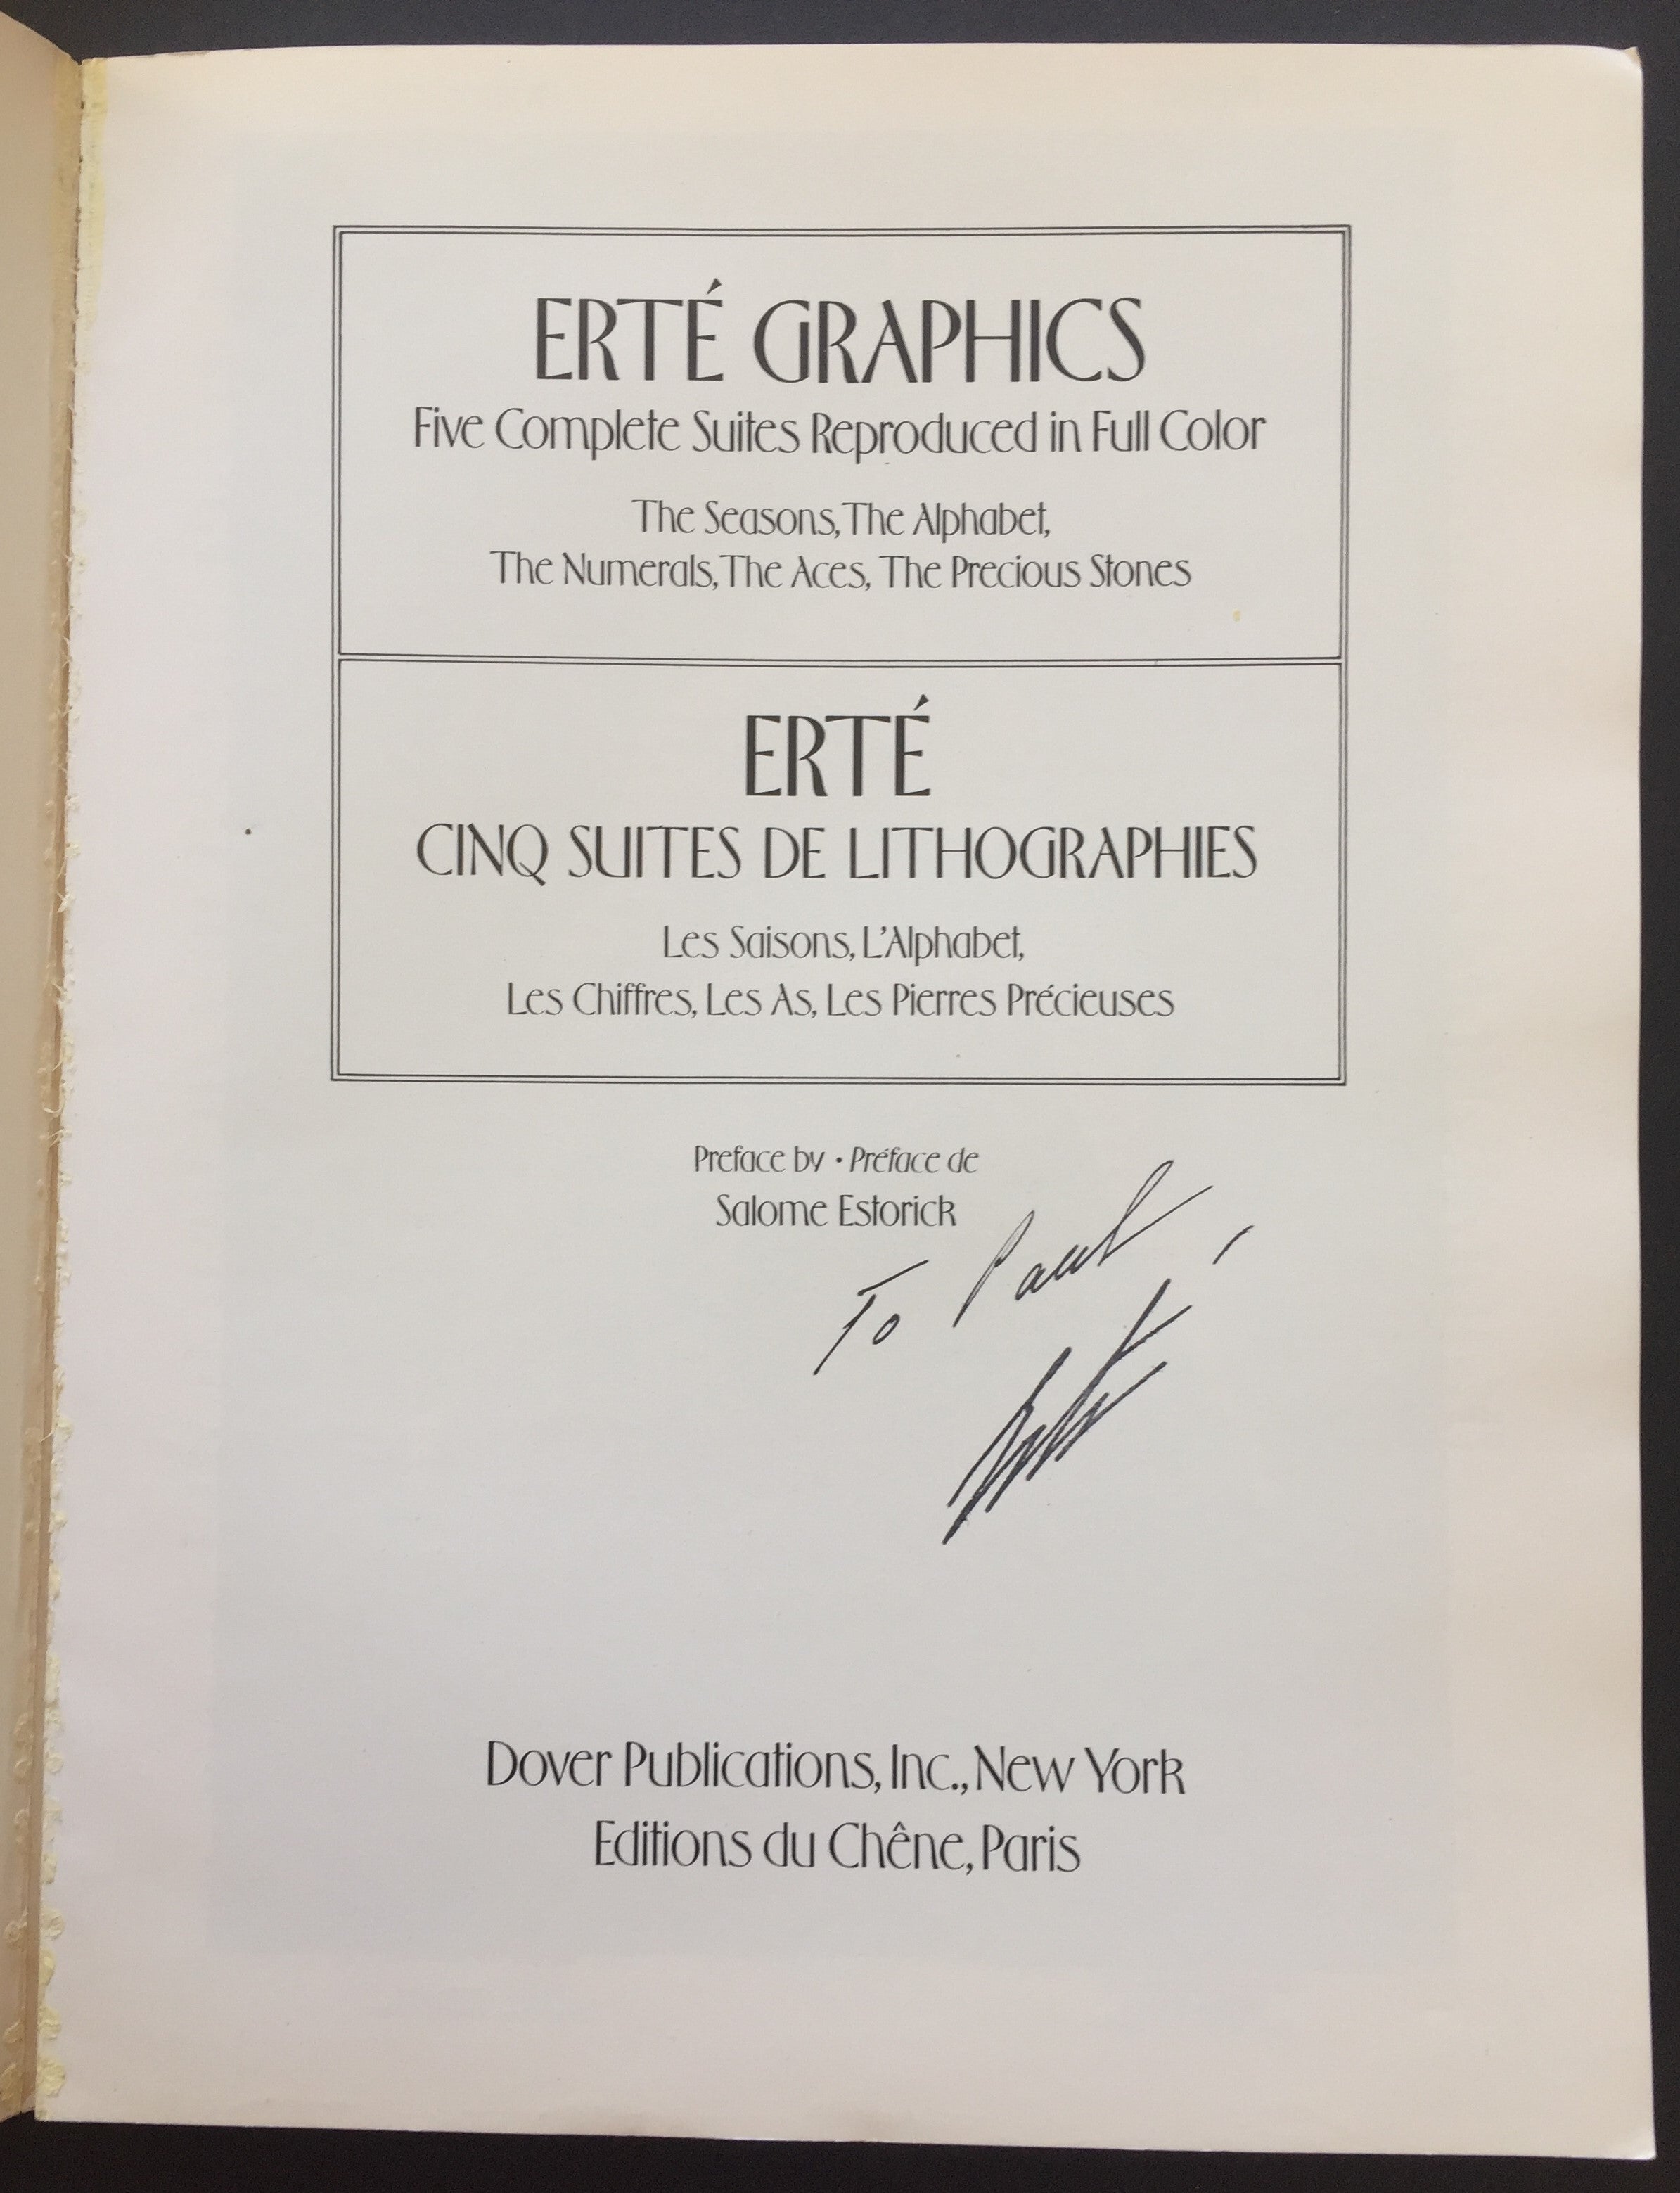 ERTÉ GRAPHICS
Five Complete Suites Reproduced in Full Color
The Seasons, The Alphabet,
The Numerals, The Aces, The Precious Stones
ERTÉ
CINQ SUITES DE LITHOGRAPHIES
Les Saisons, L'Alphabet,
Les Chiffres, Les As, Les Pierres Précieuses
Preface by • Préface de
Salome Estorick
To Paul
Dover Publications, Inc., New York
Editions du Chêne, Paris